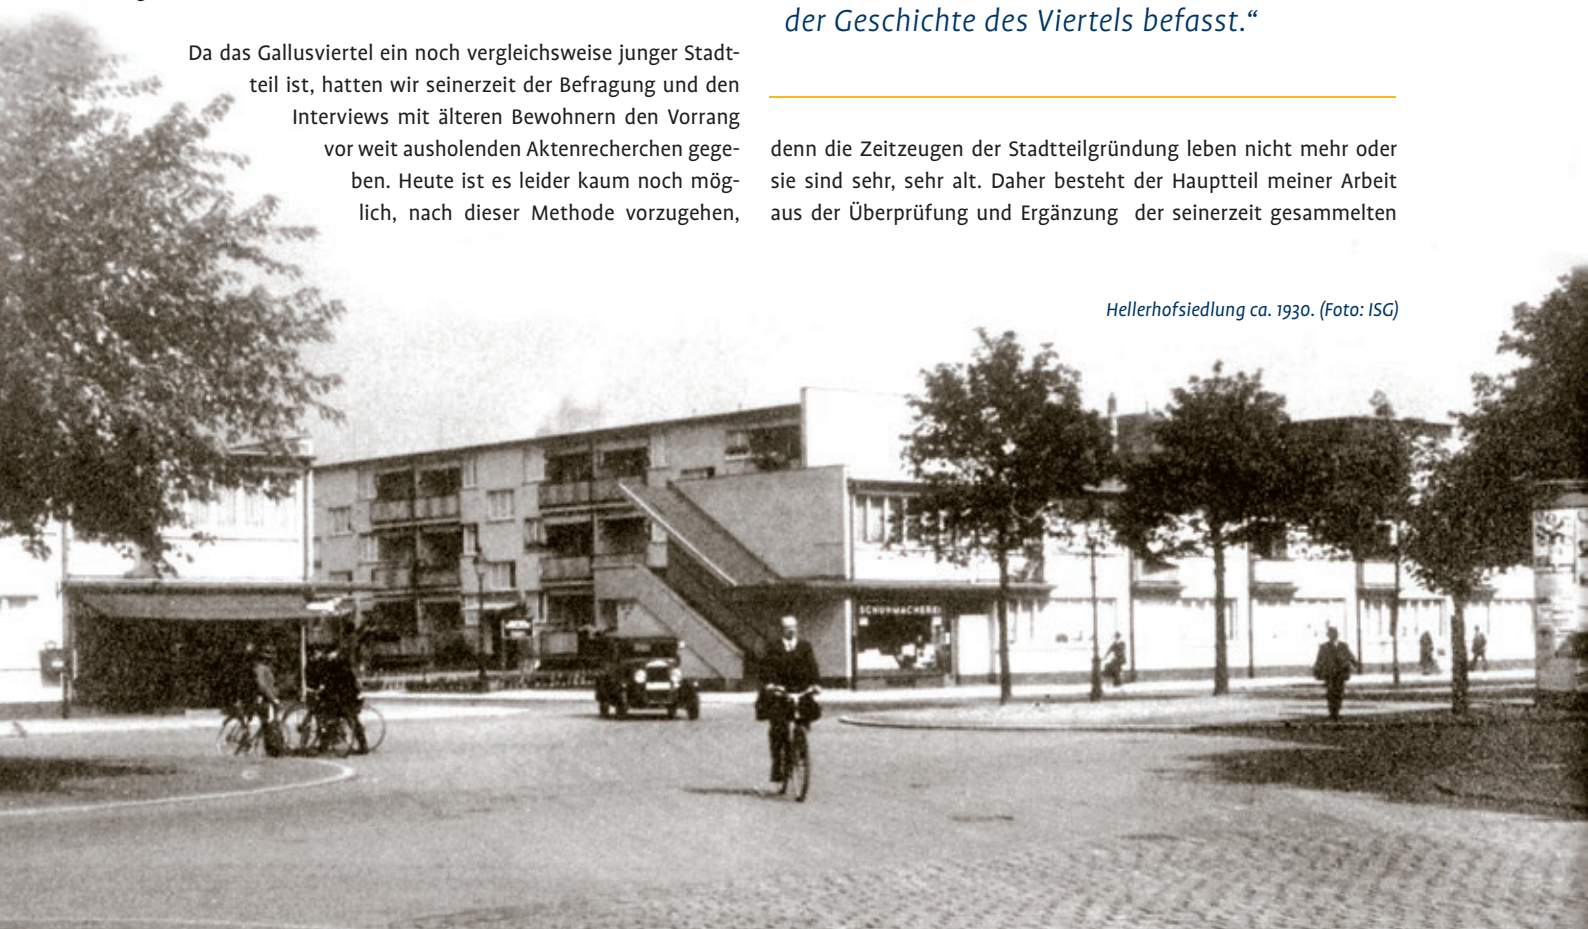 Da das Gallusviertel ein noch vergleichsweise junger Stadt-
teil ist, hatten wir seinerzeit der Befragung und den
Interviews mit älteren Bewohnern den Vorrang
vor weit ausholenden Aktenrecherchen gege-
ben. Heute ist es leider kaum noch mög-
lich, nach dieser Methode vorzugehen,
der Geschichte des Viertels befasst.“
denn die Zeitzeugen der Stadtteilgründung leben nicht mehr oder
sie sind sehr, sehr alt. Daher besteht der Hauptteil meiner Arbeit
aus der Überprüfung und Ergänzung der seinerzeit gesammelten
Hellerhofsiedlung ca. 1930. (Foto: ISG)
SCHUHMACHEREI